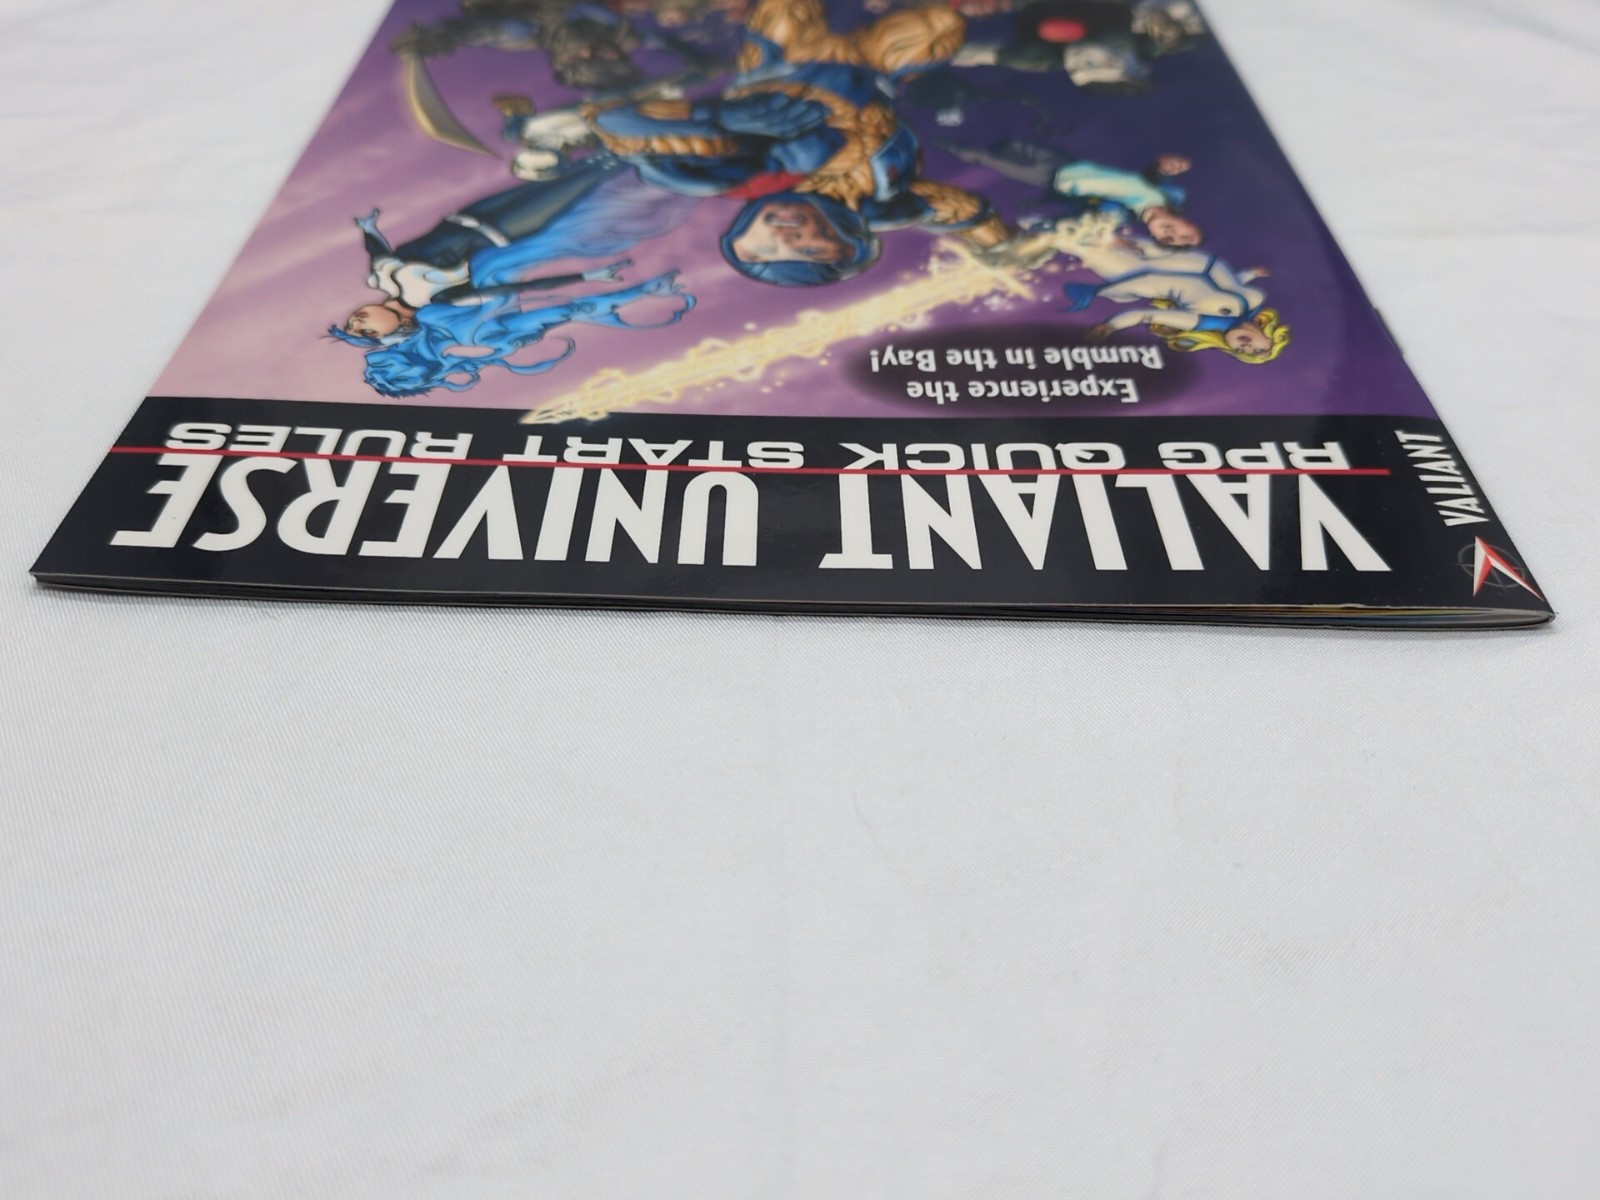 VALIANT
VALIANT UNIVERSE
RPG QUICK START RULES
Experience the
Rumble in the Bay!